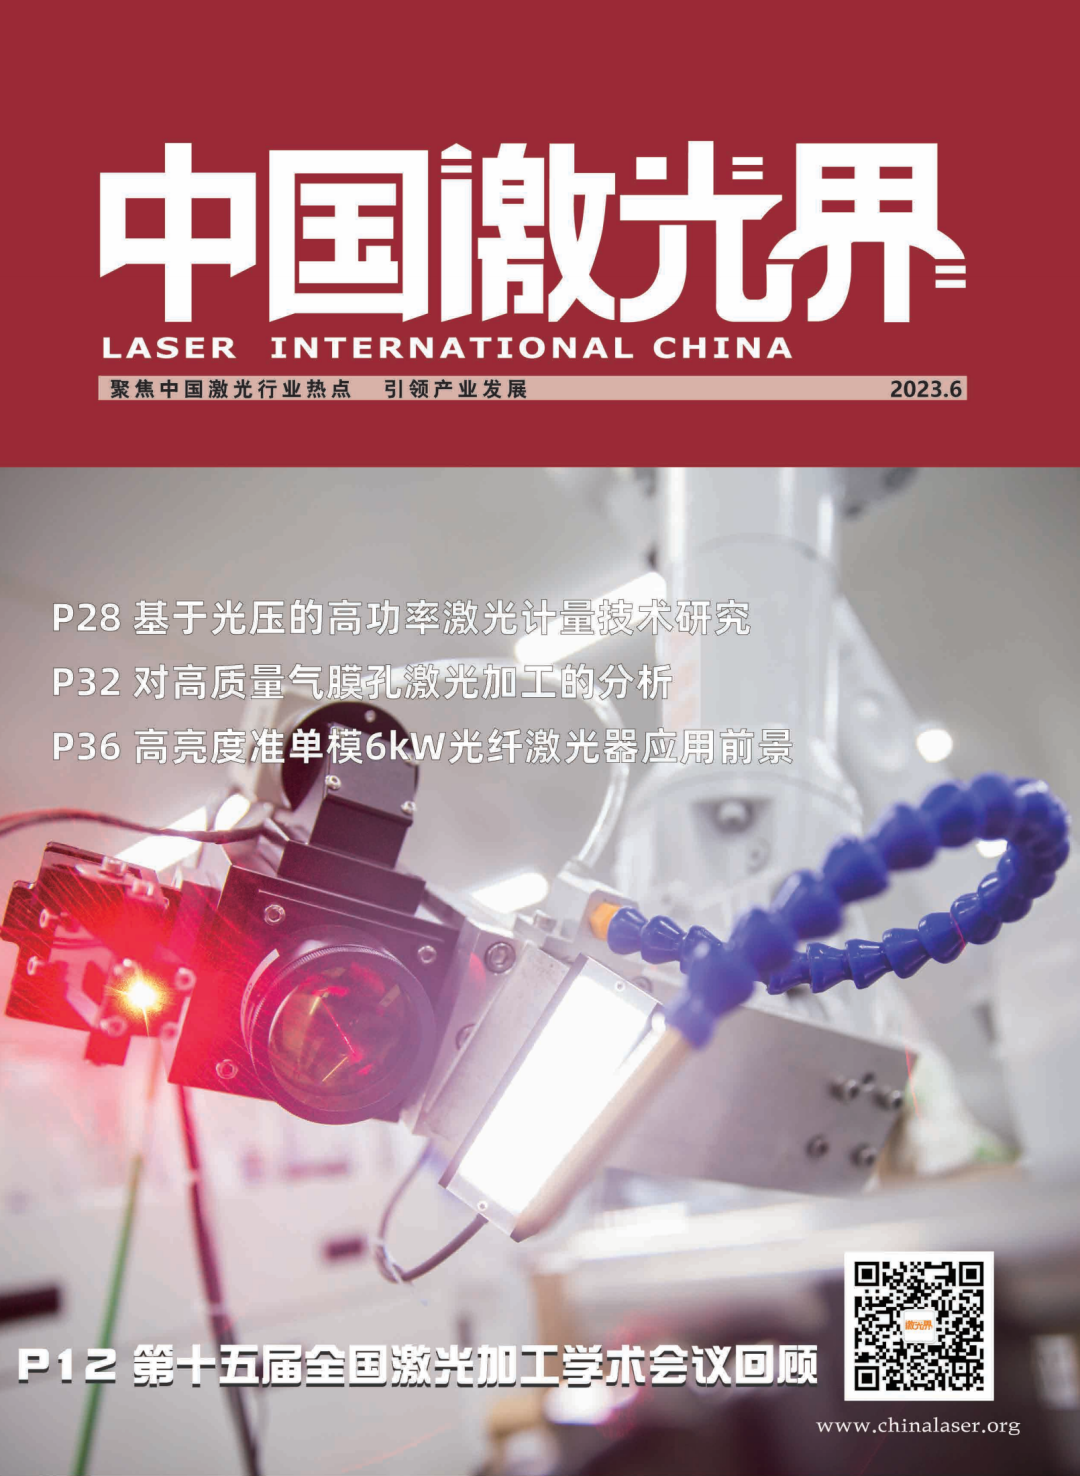 中国激光界
LASER INTERNATIONAL CHINA
聚焦中国激光行业热点 引领产业发展 2023.6
P28 基于光压的高功率激光计量技术研究
P32 对高质量气膜孔激光加工的分析
P36 高亮度准单模6kW光纤激光器应用前景
激光界
P12 第十五届全国激光加工学术会议回顾
www.chinalaser.org